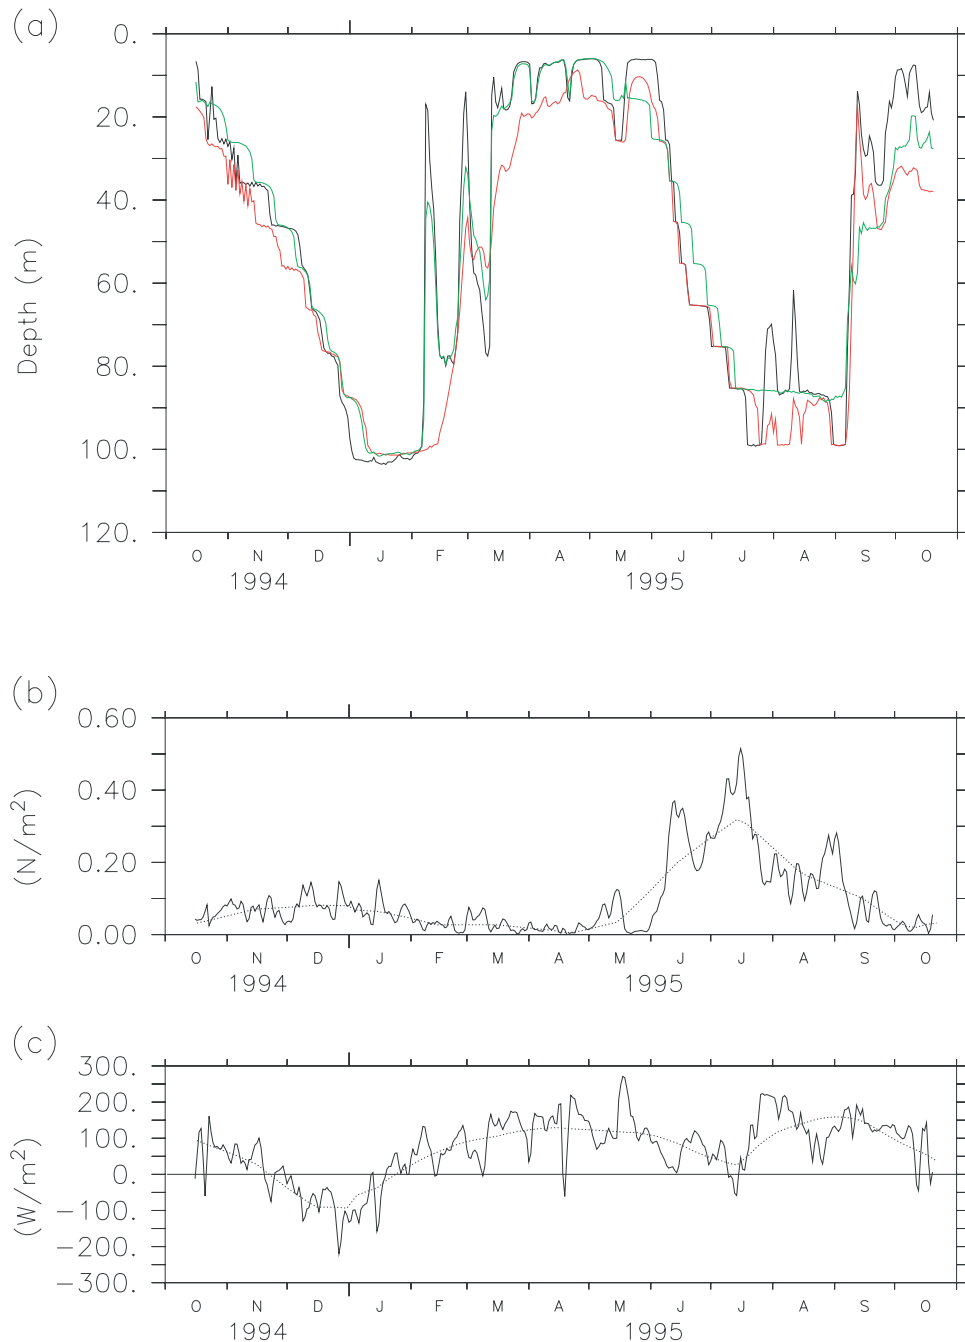 (a)
0.
20.
40.
60.
80.
100.
120.
Depth (m)
O N D J F M A M J J A S O
1994 1995
(b)
0.60
0.40
0.20
0.00
(N/m²)
O N D J F M A M J J A S O
1994 1995
(c)
300.
200.
100.
0.
−100.
−200.
−300.
(W/m²)
O N D J F M A M J J A S O
1994 1995